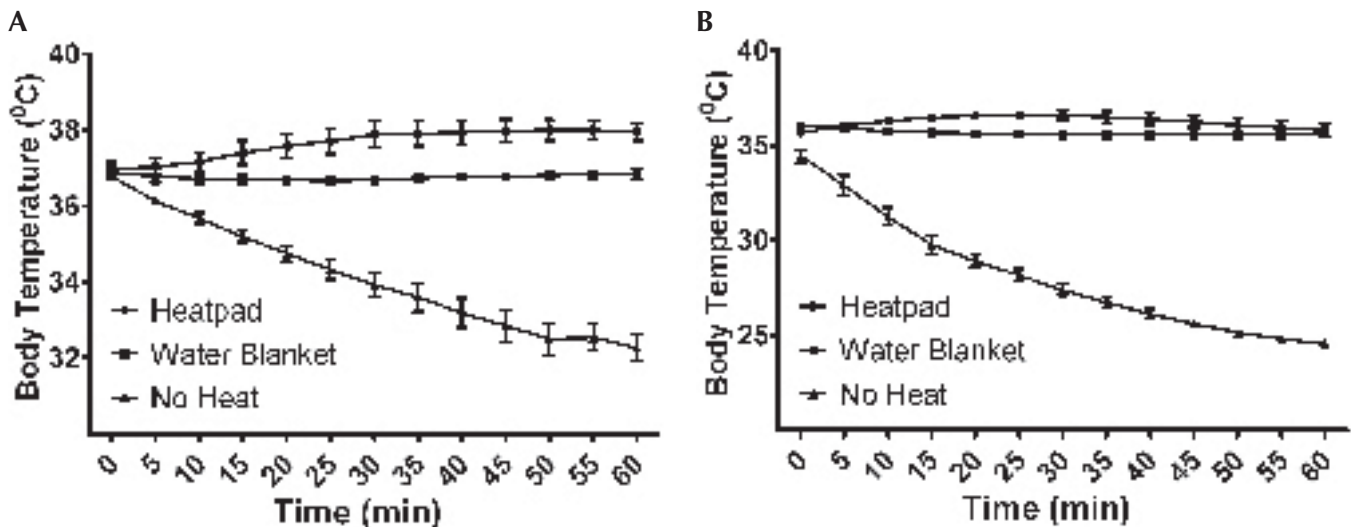 A
Body Temperature (⁰C)
40
38
36
34
32
Heatpad
Water Blanket
No Heat
0 5 10 15 20 25 30 35 40 45 50 55 60
Time (min)
B
Body Temperature (⁰C)
40
35
30
25
Heatpad
Water Blanket
No Heat
0 5 10 15 20 25 30 35 40 45 50 55 60
Time (min)